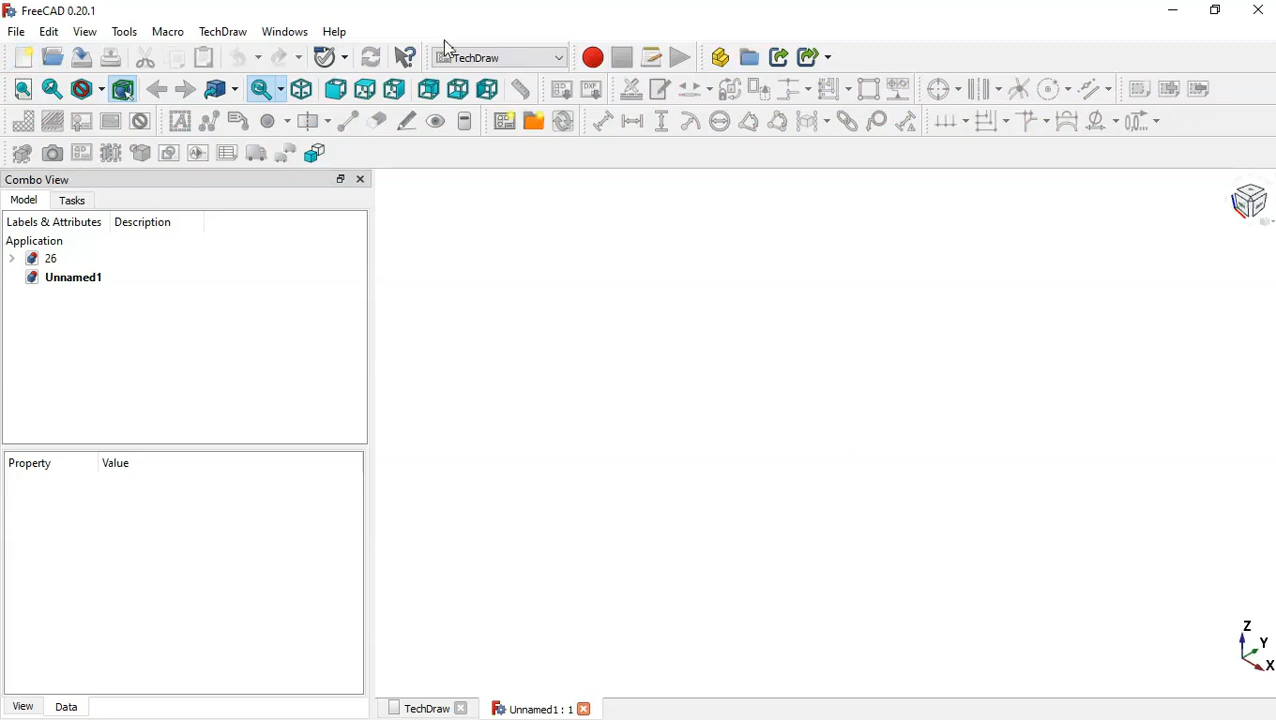 FreeCAD 0.20.1
File Edit View Tools Macro TechDraw Windows Help
TechDraw
DXF
Combo View
Model Tasks
Labels & Attributes Description
Application
26
Unnamed1
Property Value
Z
Y
X
View Data
TechDraw Unnamed1 : 1